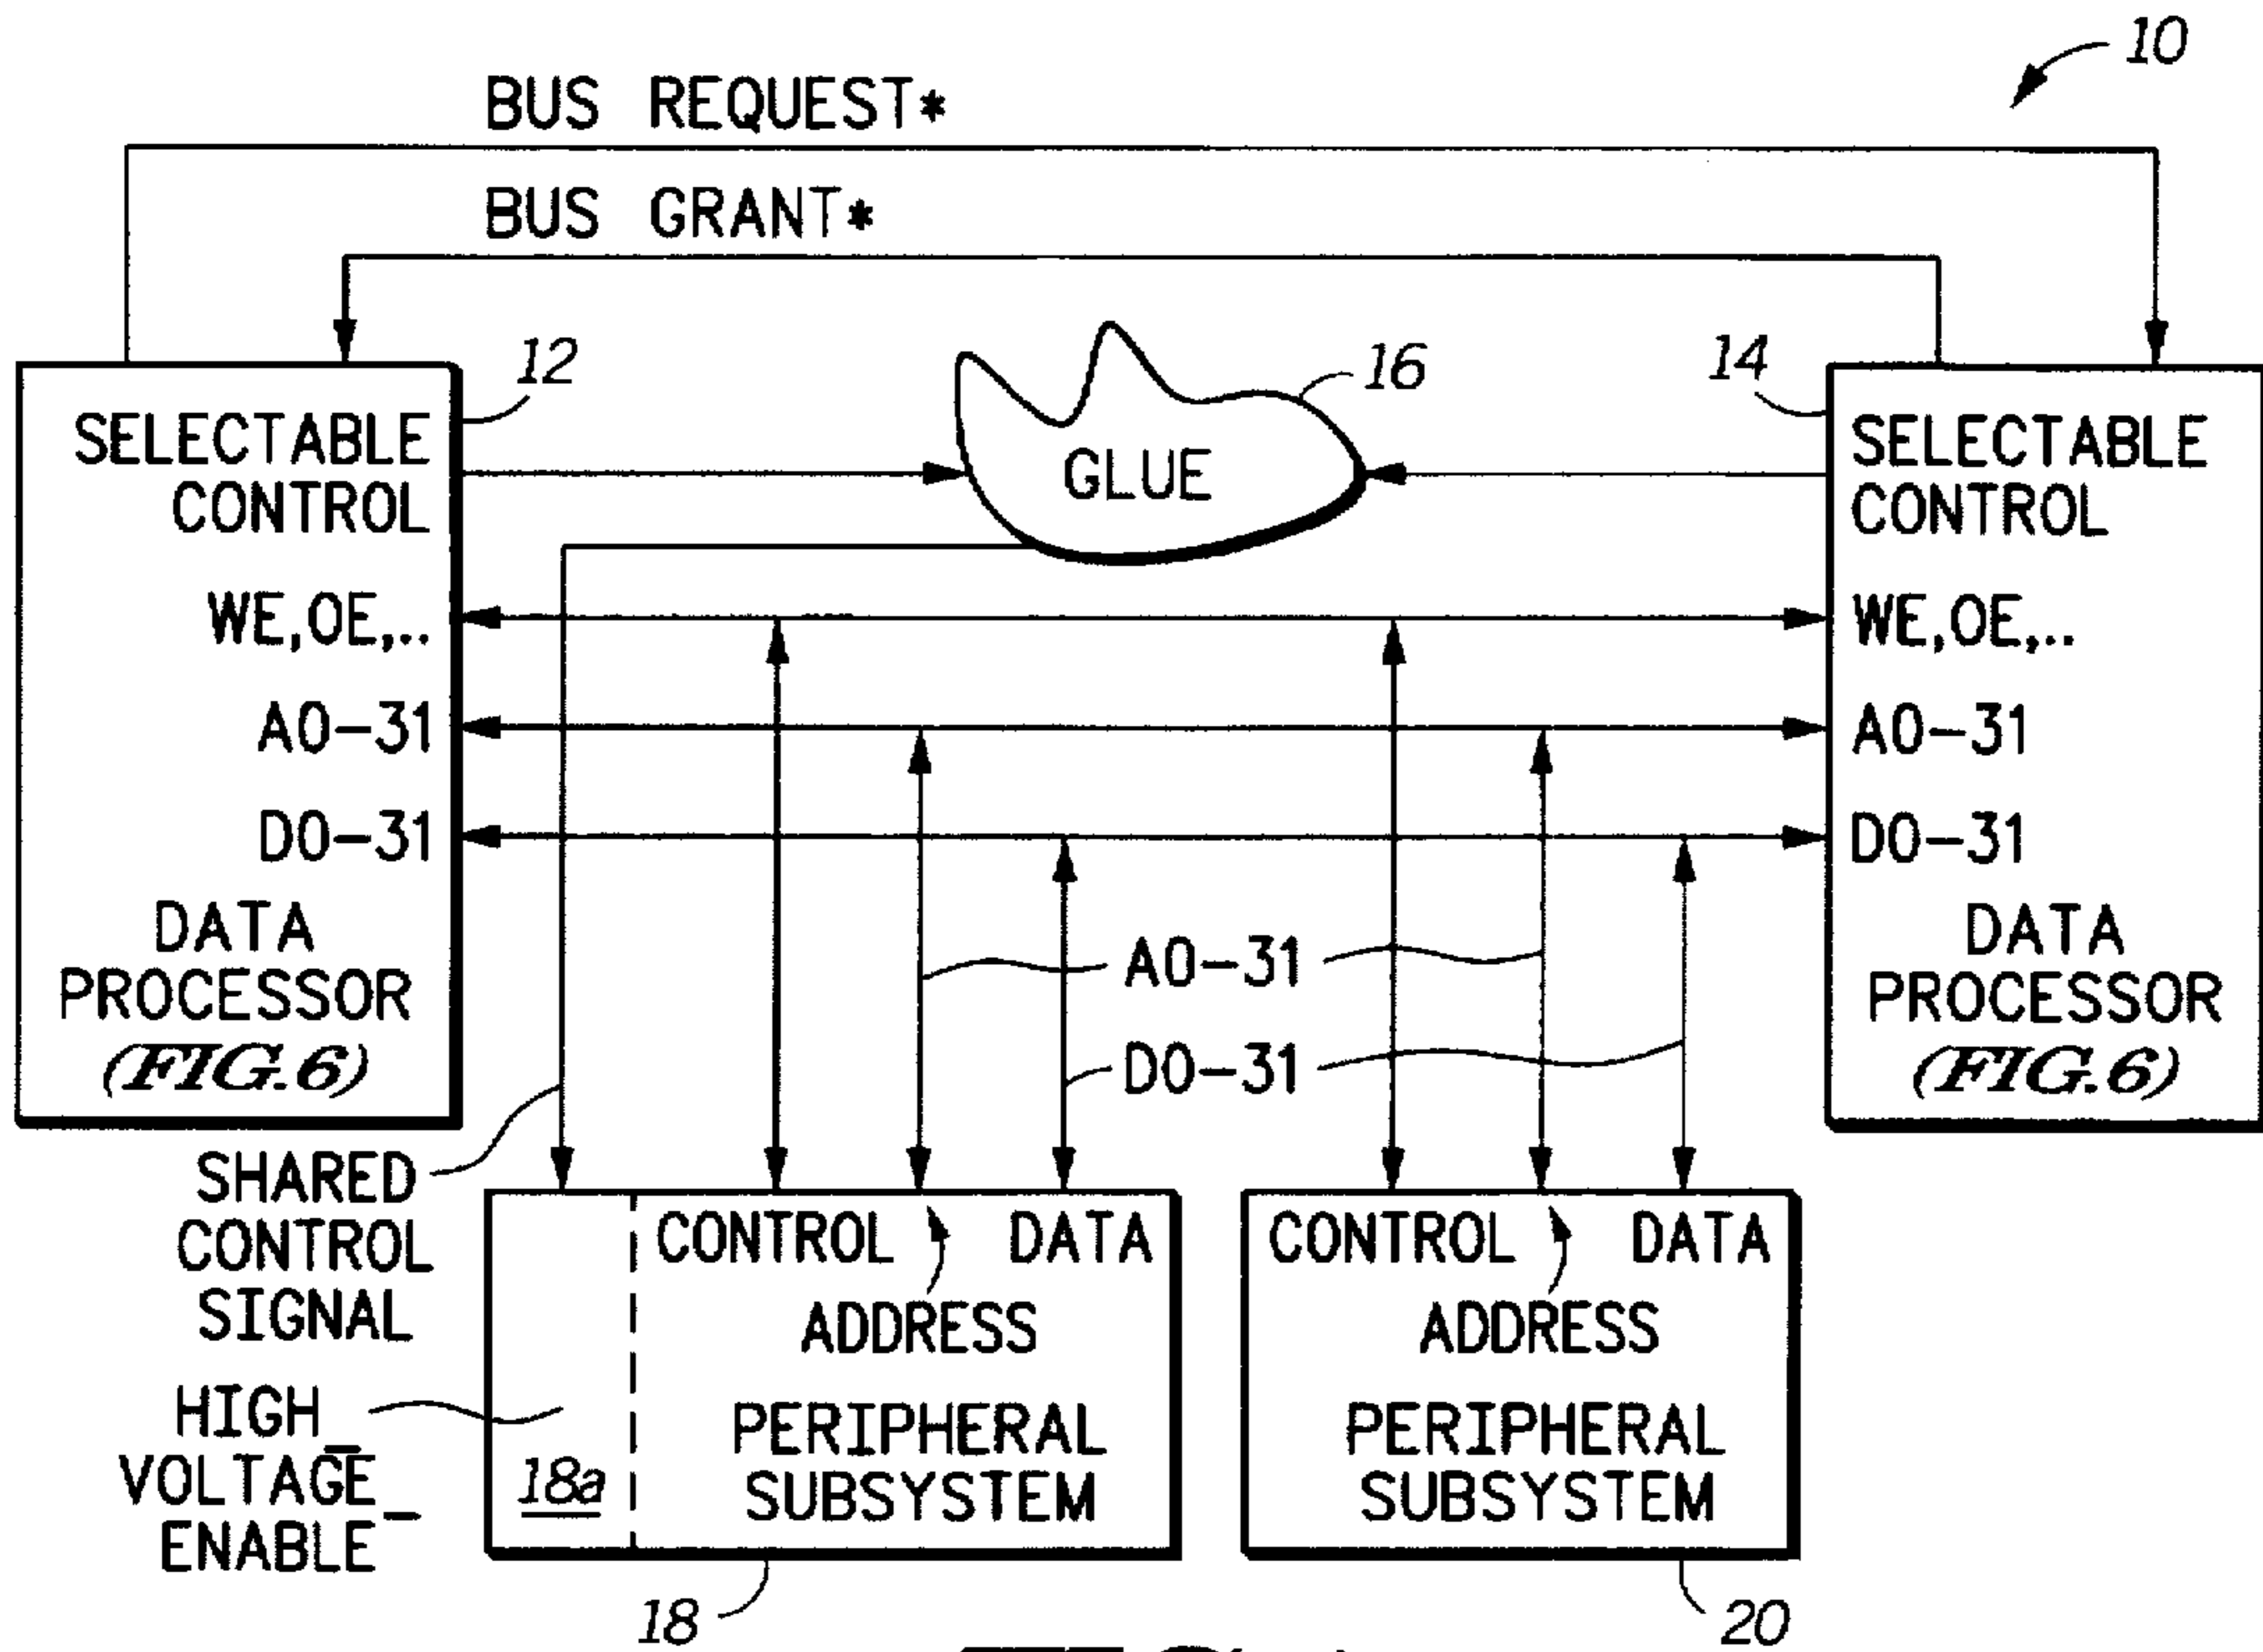 10
BUS REQUEST*
BUS GRANT*
12
16
14
SELECTABLE
CONTROL
GLUE
SELECTABLE
CONTROL
WE,OE,..
WE,OE,..
A0-31
A0-31
D0-31
D0-31
DATA
PROCESSOR
(FIG.6)
A0-31
D0-31
DATA
PROCESSOR
(FIG.6)
SHARED
CONTROL
SIGNAL
CONTROL
DATA
ADDRESS
PERIPHERAL
SUBSYSTEM
CONTROL
DATA
ADDRESS
PERIPHERAL
SUBSYSTEM
HIGH_
VOLTAGE_
ENABLE
18a
18
20